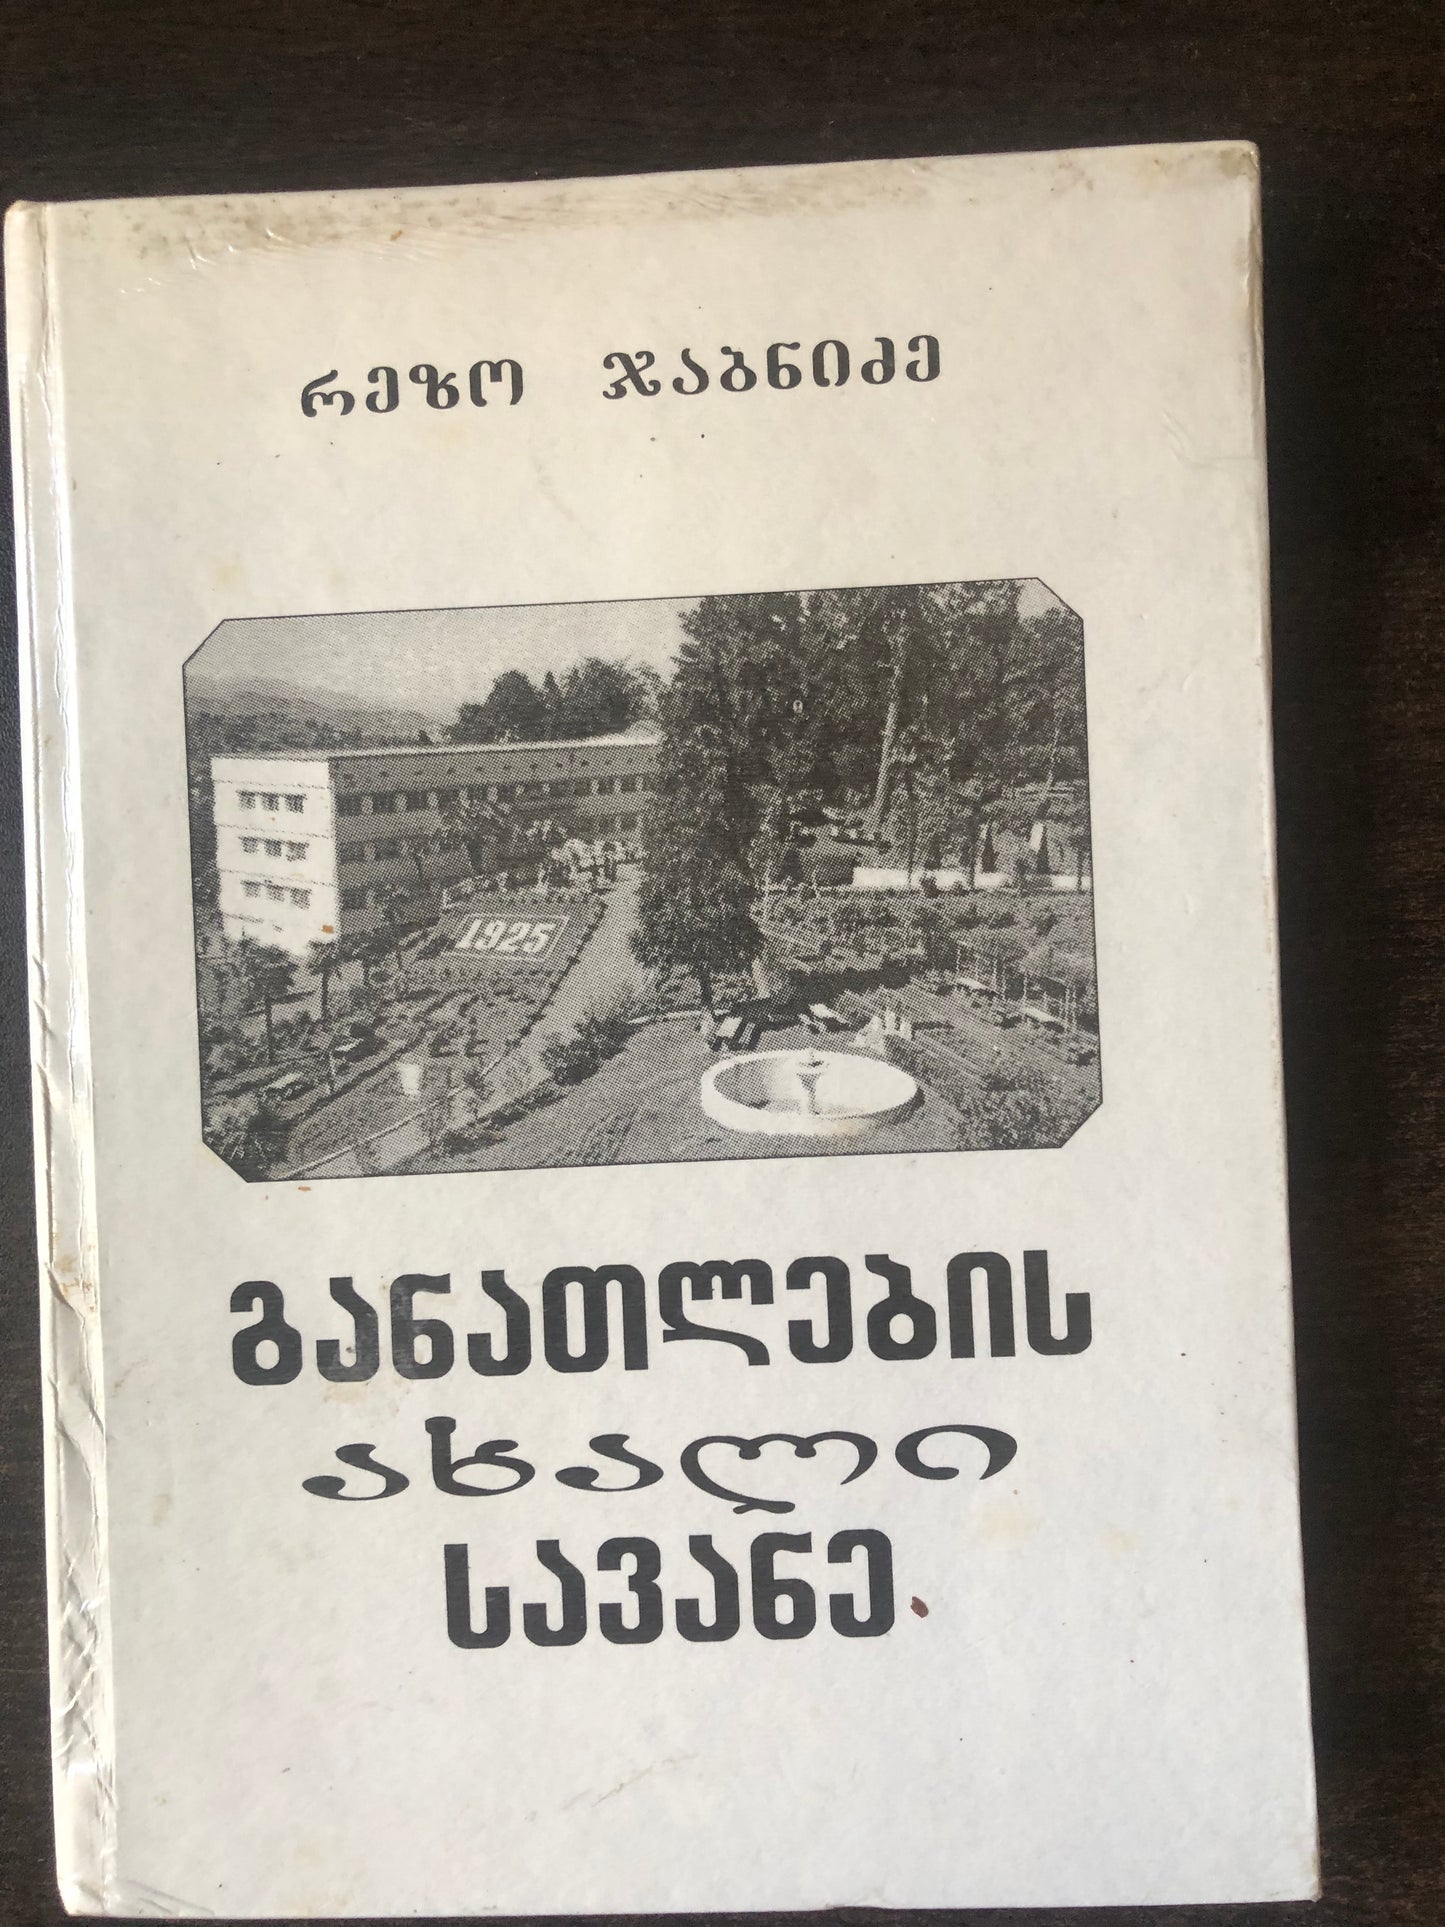 რეზო ჯაბნიძე
1925
განათლების
ახალი
სავანე